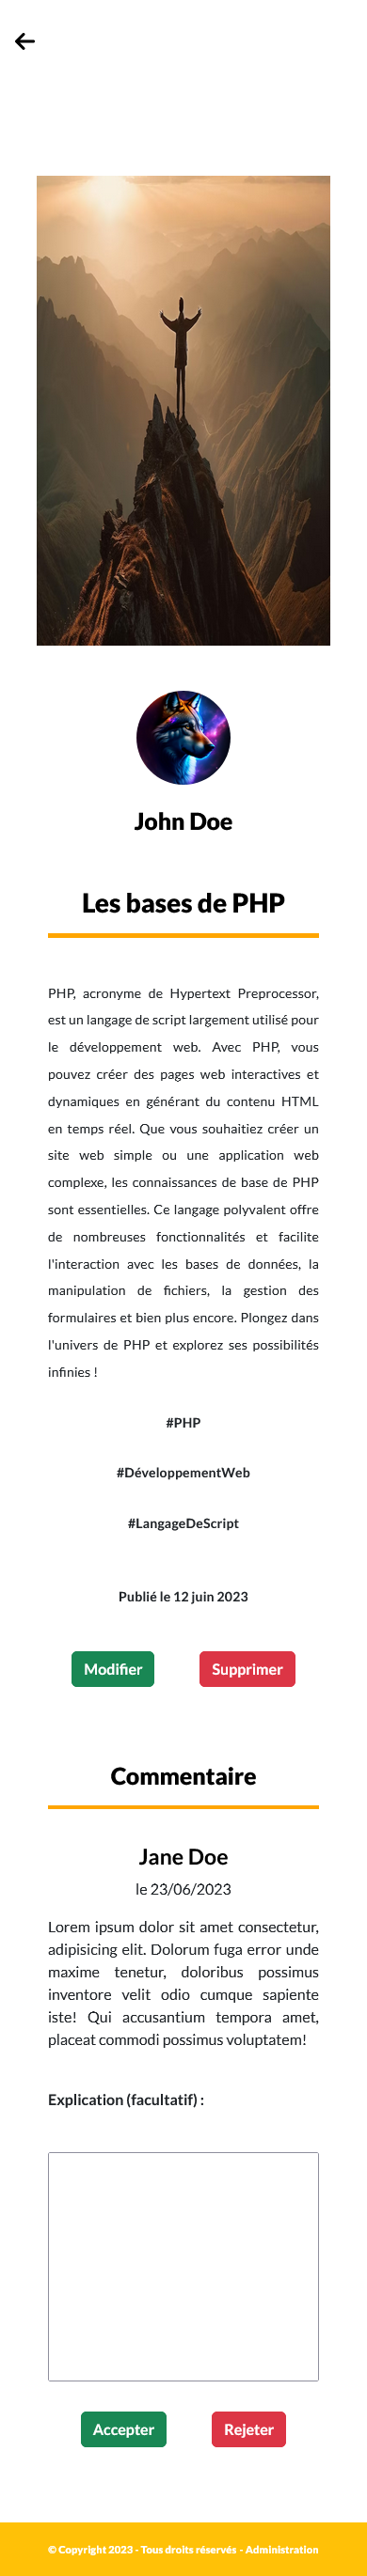 John Doe
Les bases de PHP
PHP, acronyme de Hypertext Preprocessor,
est un langage de script largement utilisé pour
le développement web. Avec PHP, vous
pouvez créer des pages web interactives et
dynamiques en générant du contenu HTML
en temps réel. Que vous souhaitiez créer un
site web simple ou une application web
complexe, les connaissances de base de PHP
sont essentielles. Ce langage polyvalent offre
de nombreuses fonctionnalités et facilite
l'interaction avec les bases de données, la
manipulation de fichiers, la gestion des
formulaires et bien plus encore. Plongez dans
l'univers de PHP et explorez ses possibilités
infinies !
#PHP
#DéveloppementWeb
#LangageDeScript
Publié le 12 juin 2023
Modifier Supprimer
Commentaire
Jane Doe
le 23/06/2023
Lorem ipsum dolor sit amet consectetur,
adipisicing elit. Dolorum fuga error unde
maxime tenetur, doloribus possimus
inventore velit odio cumque sapiente
iste! Qui accusantium tempora amet,
placeat commodi possimus voluptatem!
Explication (facultatif) :
Accepter Rejeter
© Copyright 2023 - Tous droits réservés - Administration